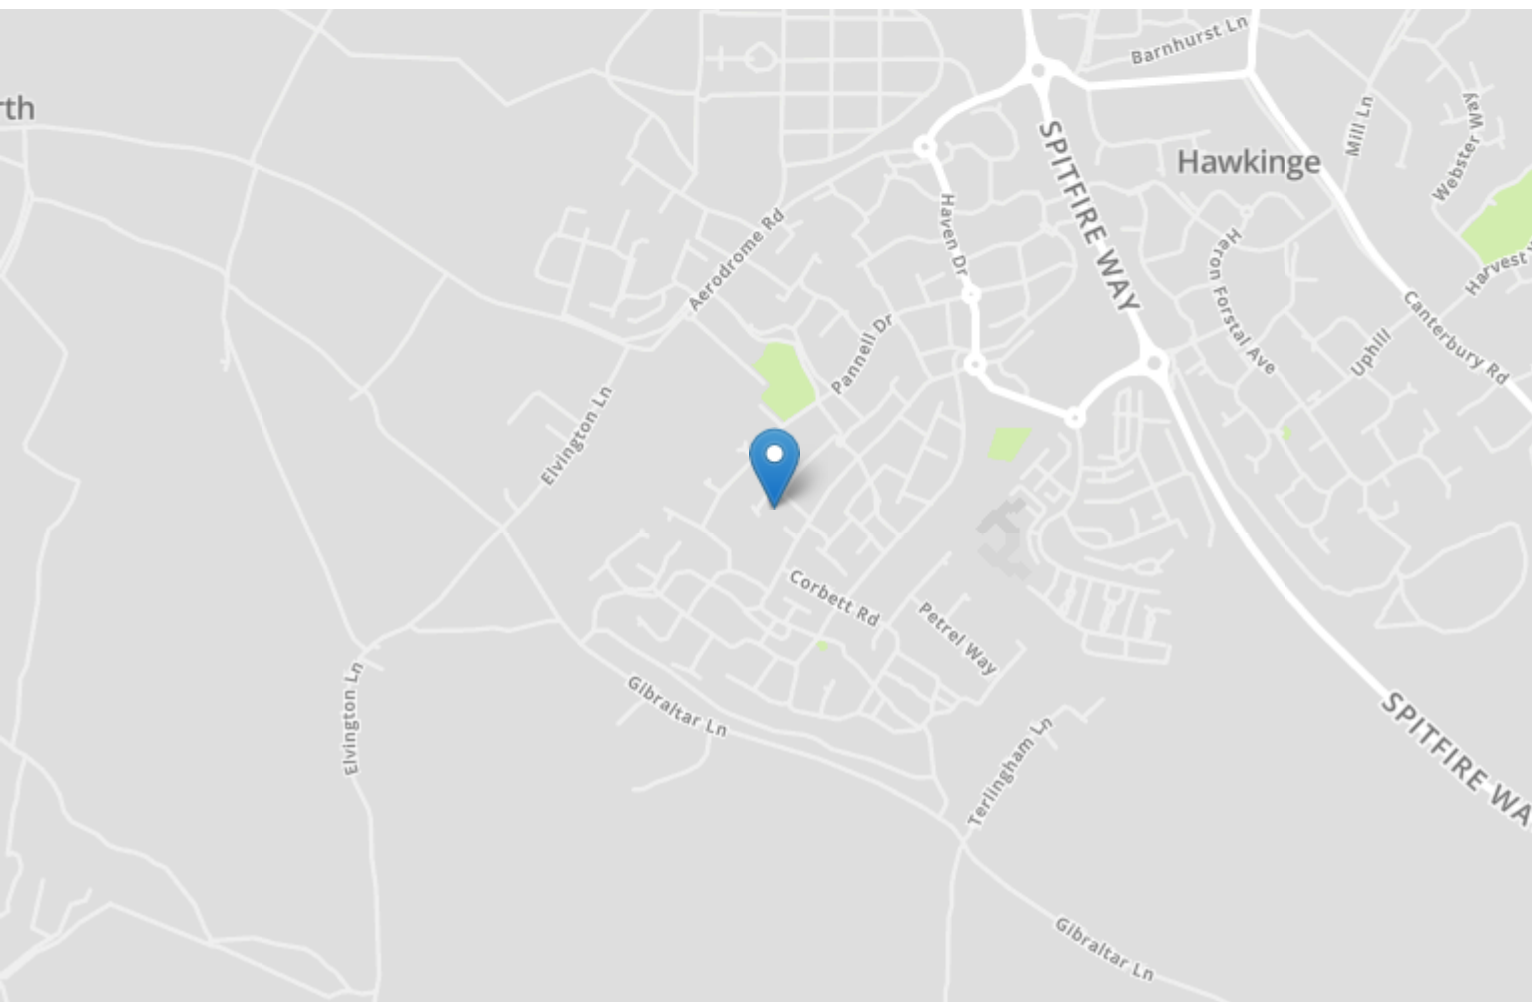 Barnhurst Ln
rth
Mill Ln
Webster Way
SPITFIRE WAY
Hawkinge
Haven Dr
Aerodrome Rd
Heron Forstal Ave
Harvest
Canterbury Rd
Pannell Dr
Uphill
Elvington Ln
Corbett Rd
Petrel Way
Elvington Ln
Gibraltar Ln
Terlingham Ln
SPITFIRE WA
Gibraltar Ln